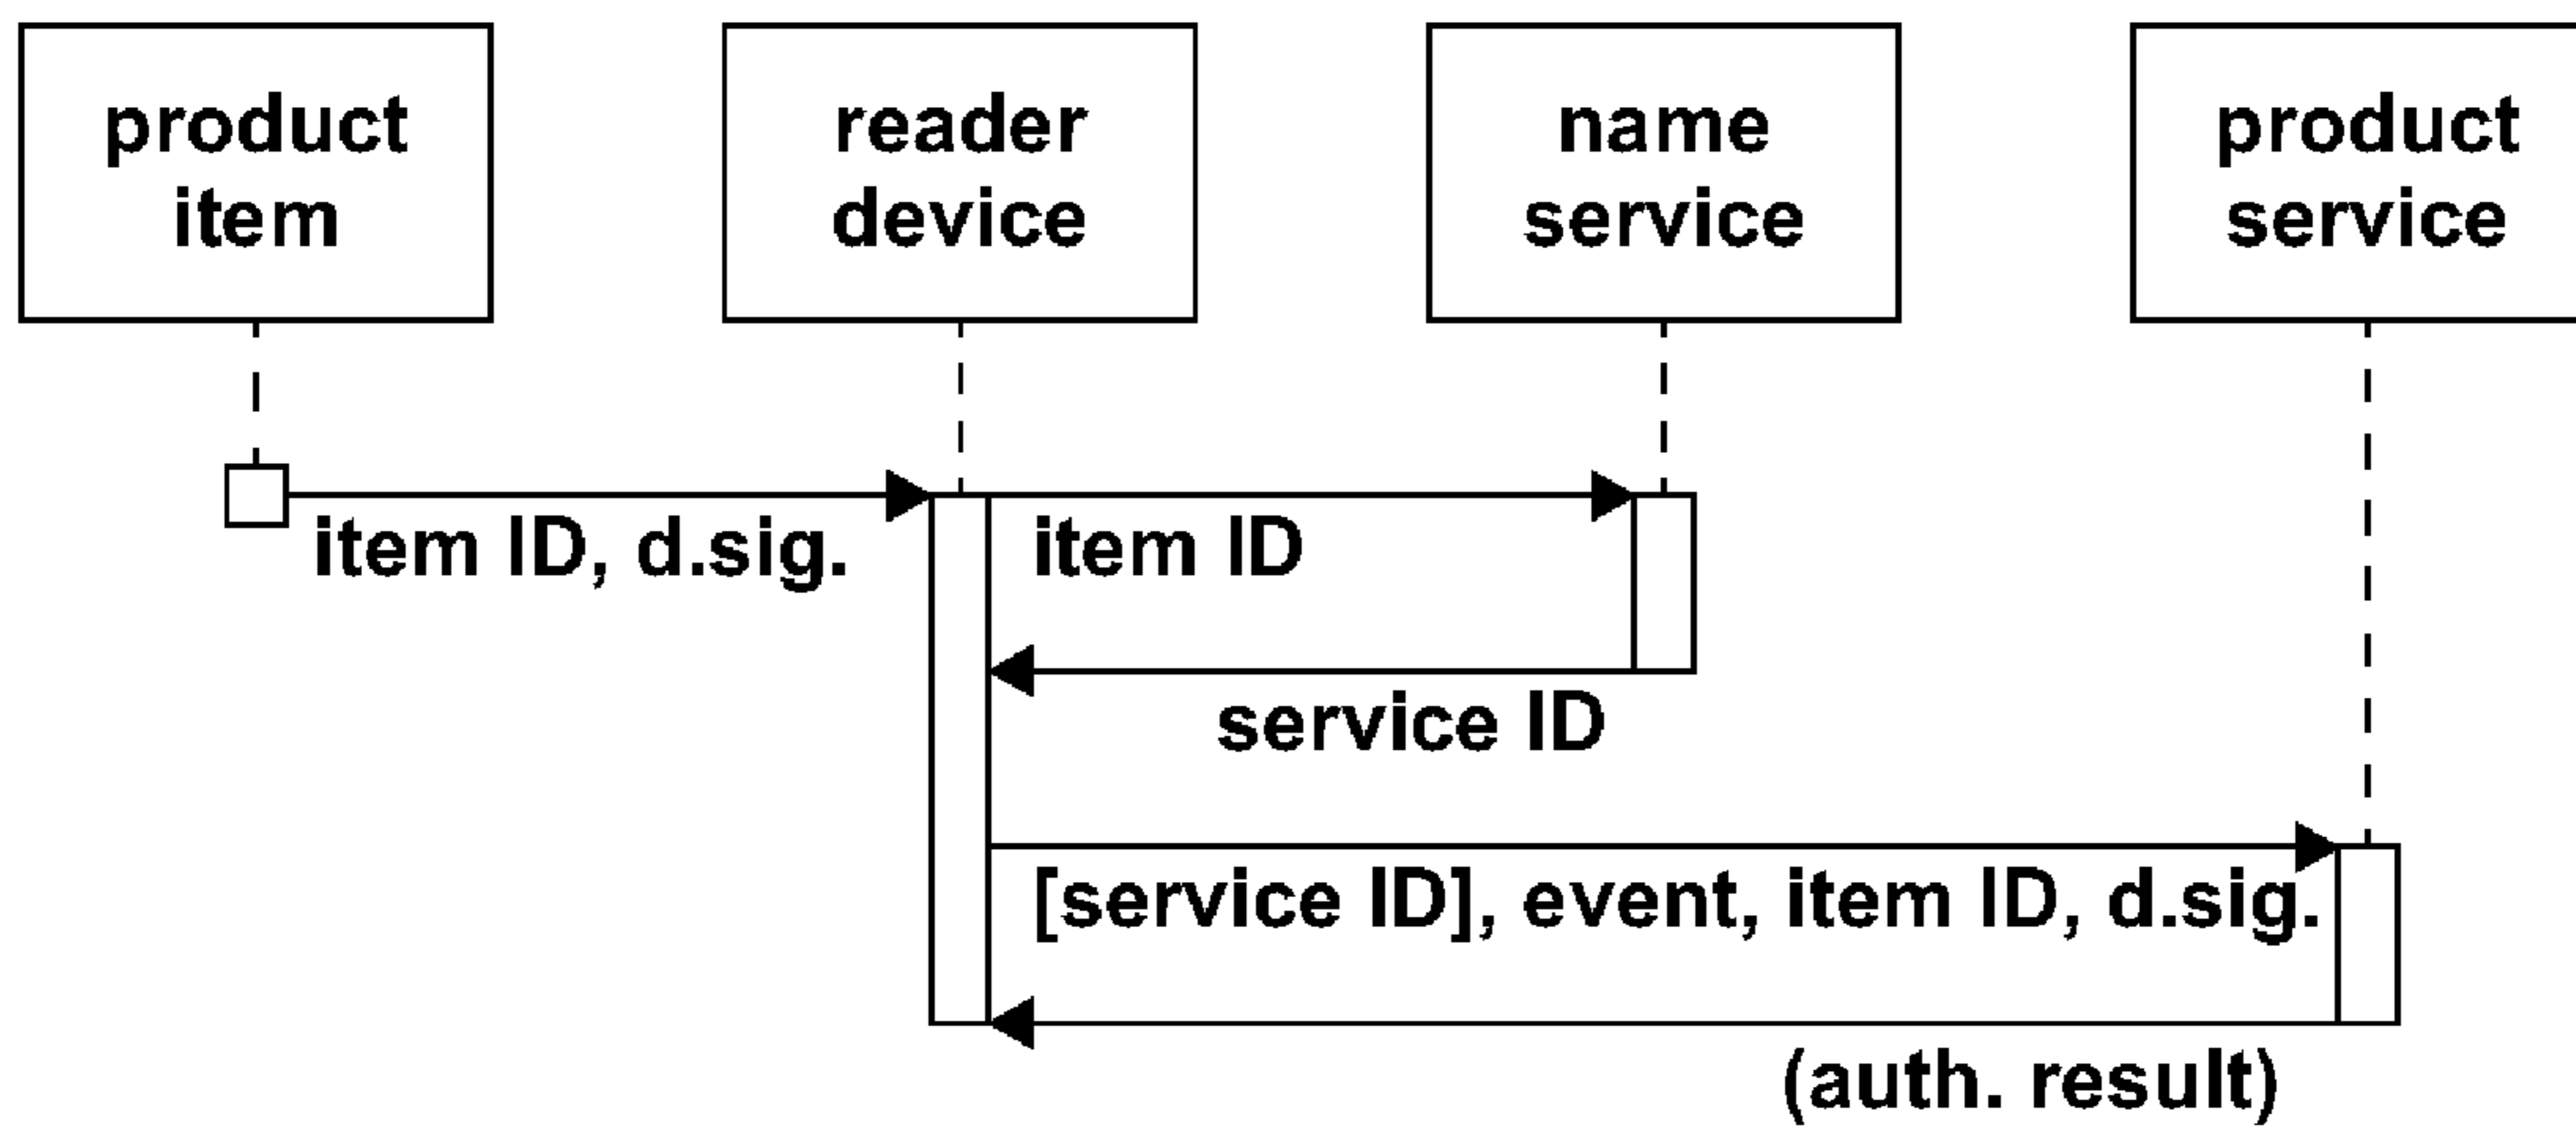 product
item
reader
device
name
service
product
service
item ID, d.sig.
item ID
service ID
[service ID], event, item ID, d.sig.
(auth. result)